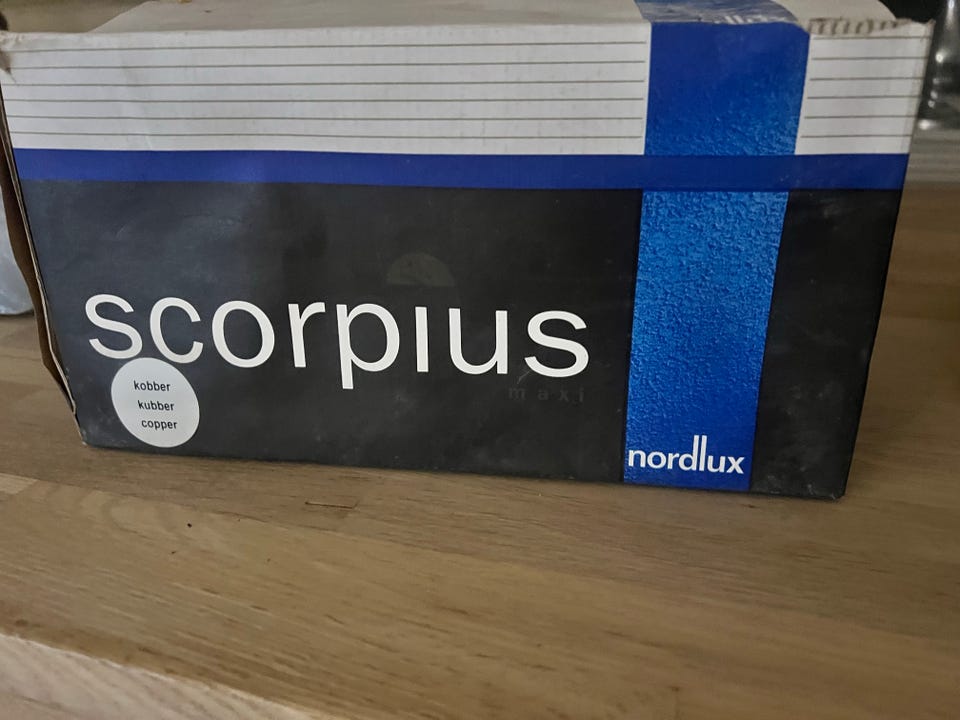 scorpius
maxi
kobber
kubber
copper
nordlux